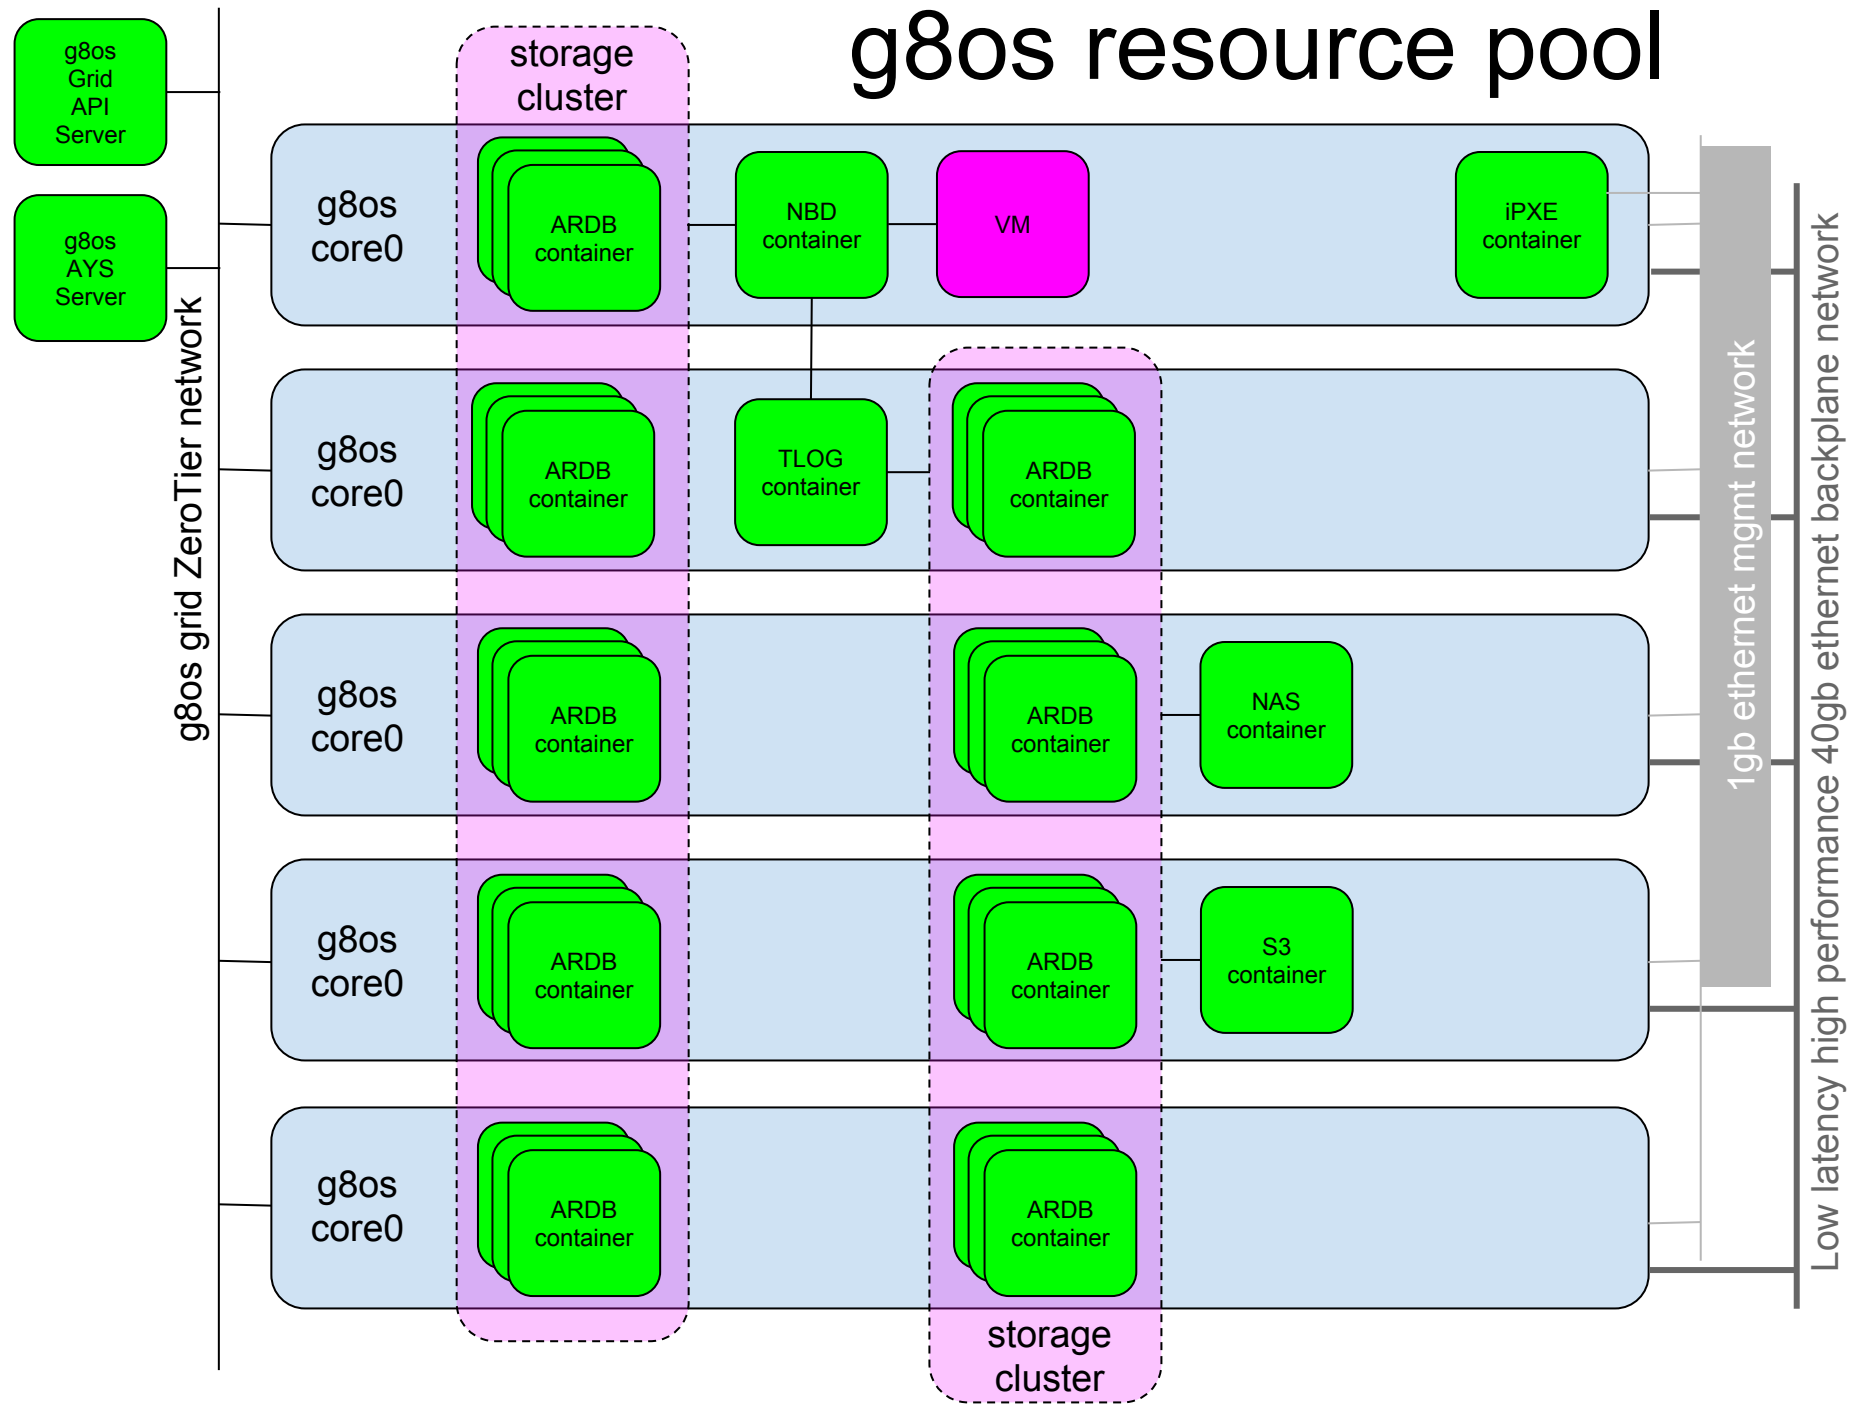 g8os resource pool
g8os
Grid
API
Server
g8os
AYS
Server
g8os grid ZeroTier network
storage
cluster
g8os
core0
ARDB
container
NBD
container
VM
iPXE
container
g8os
core0
ARDB
container
TLOG
container
ARDB
container
g8os
core0
ARDB
container
ARDB
container
NAS
container
g8os
core0
ARDB
container
ARDB
container
S3
container
g8os
core0
ARDB
container
ARDB
container
storage
cluster
1gb ethernet mgmt network
Low latency high performance 40gb ethernet backplane network